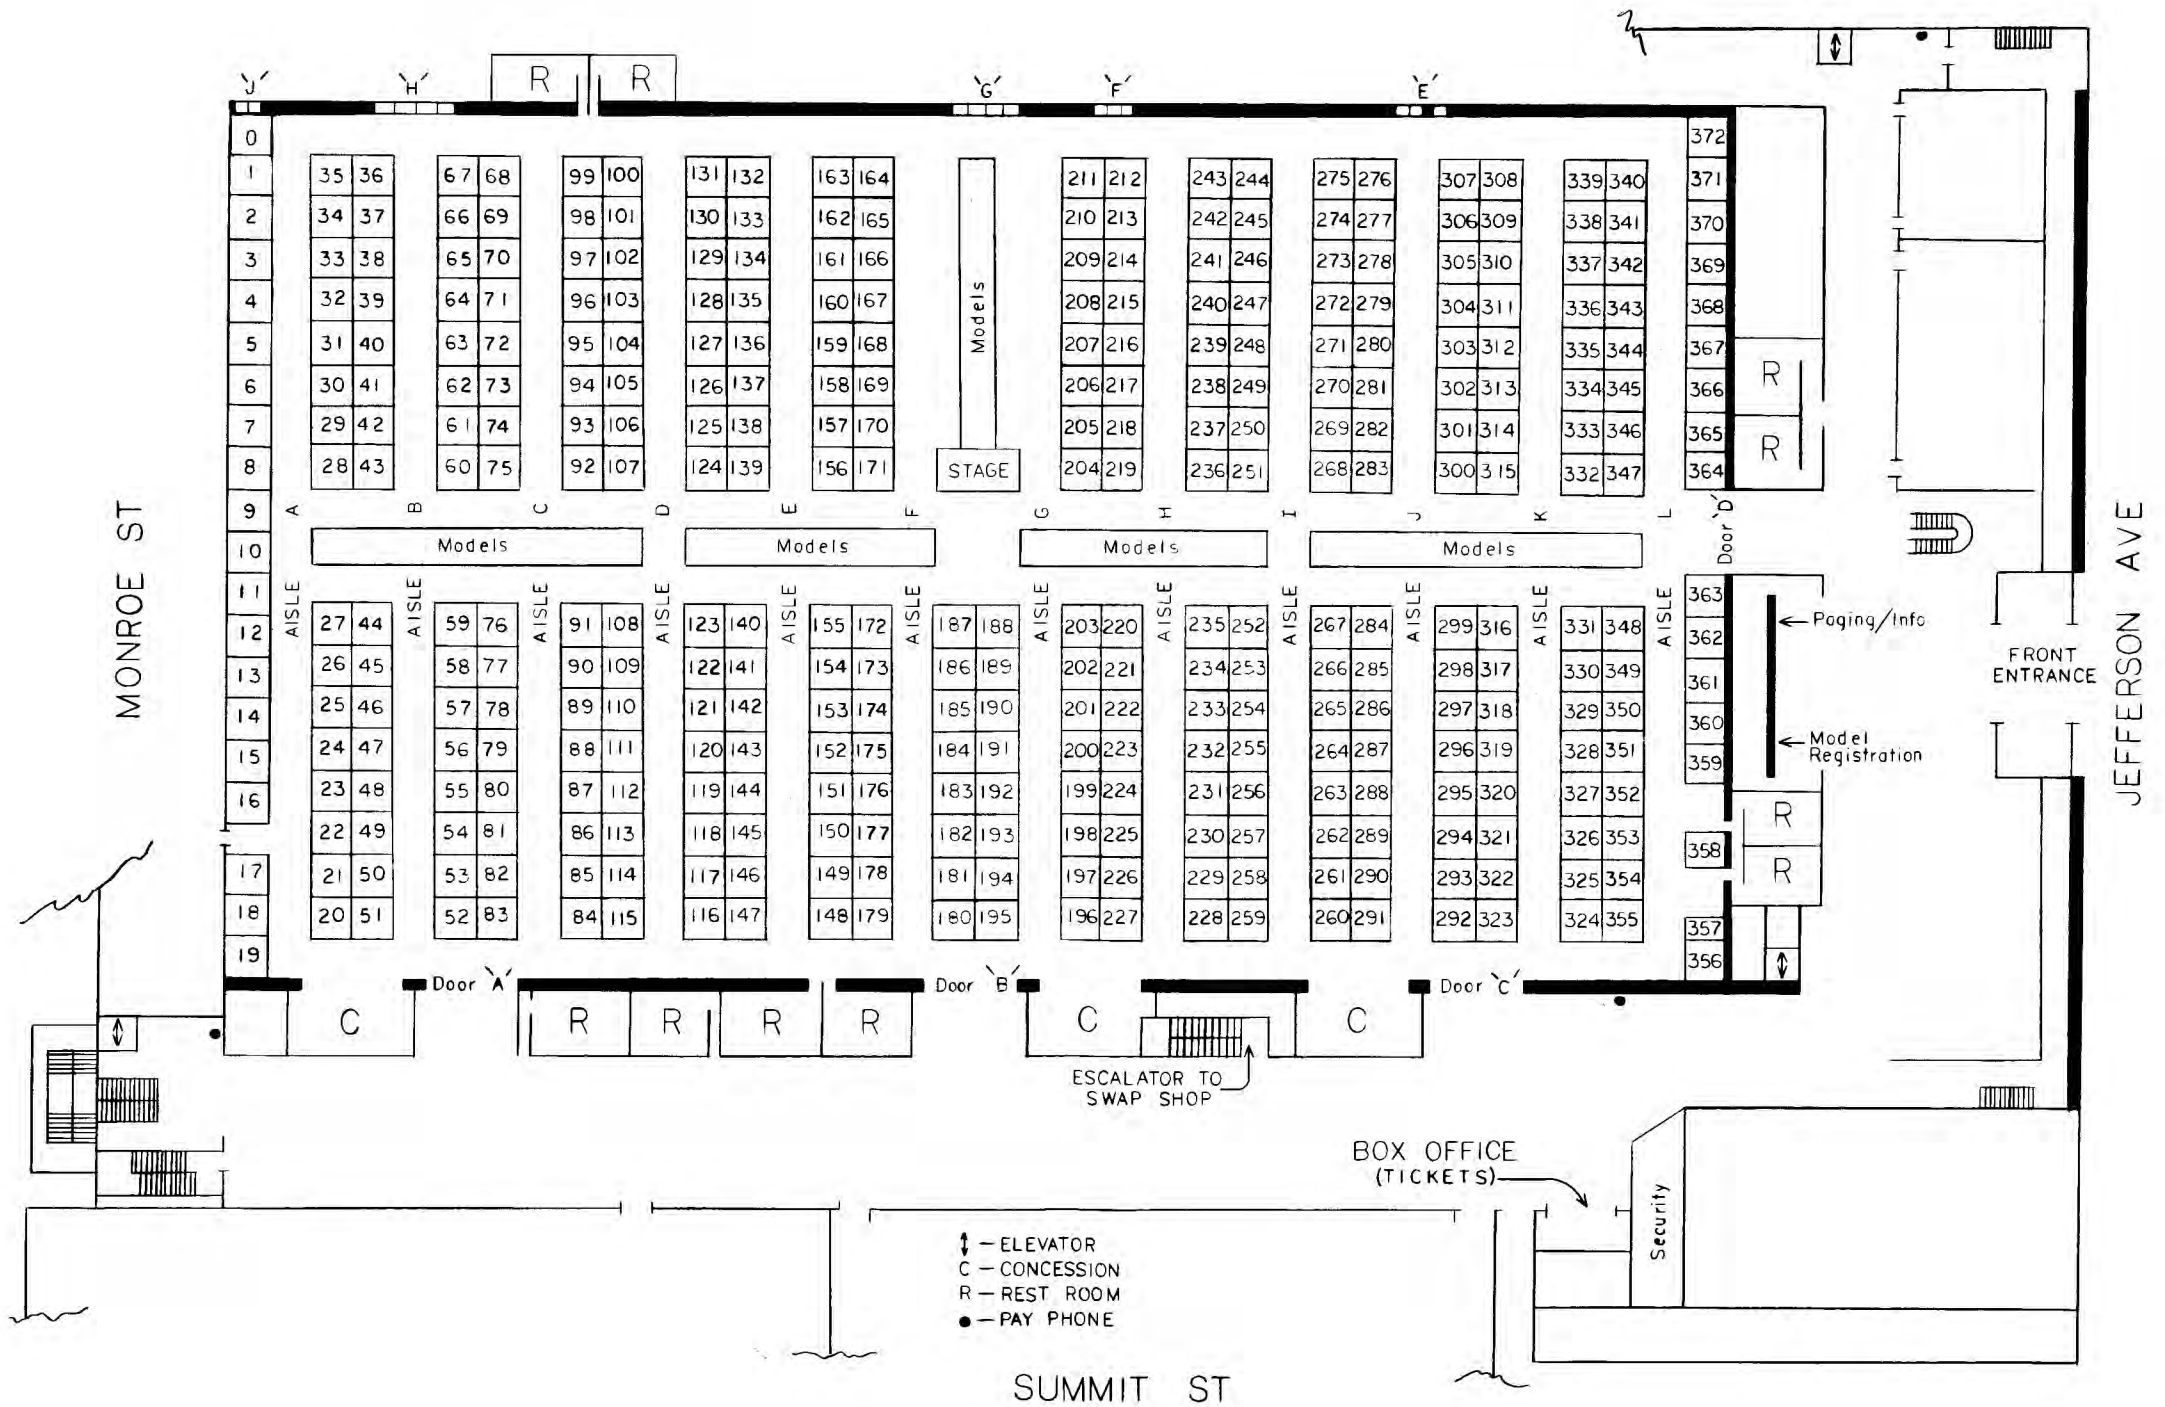 'J' 'H' R R 'G' 'F' 'E'
0 372
1 35 36 67 68 99 100 131 132 163 164 211 212 243 244 275 276 307 308 339 340 371
2 34 37 66 69 98 101 130 133 162 165 210 213 242 245 274 277 306 309 338 341 370
3 33 38 65 70 97 102 129 134 161 166 209 214 241 246 273 278 305 310 337 342 369
4 32 39 64 71 96 103 128 135 160 167 Models 208 215 240 247 272 279 304 311 336 343 368
5 31 40 63 72 95 104 127 136 159 168 207 216 239 248 271 280 303 312 335 344 367
6 30 41 62 73 94 105 126 137 158 169 206 217 238 249 270 281 302 313 334 345 366 R
7 29 42 61 74 93 106 125 138 157 170 205 218 237 250 269 282 301 314 333 346 365 R
8 28 43 60 75 92 107 124 139 156 171 STAGE 204 219 236 251 268 283 300 315 332 347 364
9 AISLE A AISLE B AISLE C AISLE D AISLE E AISLE F AISLE G AISLE H AISLE I AISLE J AISLE K AISLE L Door 'D'
10 Models Models Models Models
11 363
12 27 44 59 76 91 108 123 140 155 172 187 188 203 220 235 252 267 284 299 316 331 348 362 Paging/Info
13 26 45 58 77 90 109 122 141 154 173 186 189 202 221 234 253 266 285 298 317 330 349 361
14 25 46 57 78 89 110 121 142 153 174 185 190 201 222 233 254 265 286 297 318 329 350 360
15 24 47 56 79 88 111 120 143 152 175 184 191 200 223 232 255 264 287 296 319 328 351 359
Model
Registration
16 23 48 55 80 87 112 119 144 151 176 183 192 199 224 231 256 263 288 295 320 327 352 R
22 49 54 81 86 113 118 145 150 177 182 193 198 225 230 257 262 289 294 321 326 353 358
17 21 50 53 82 85 114 117 146 149 178 181 194 197 226 229 258 261 290 293 322 325 354 R
18 20 51 52 83 84 115 116 147 148 179 180 195 196 227 228 259 260 291 292 323 324 355 357
19 356
Door 'A' Door 'B' Door 'C'
C R R R R C C
MONROE ST
FRONT
ENTRANCE
JEFFERSON AVE
ESCALATOR TO
SWAP SHOP
BOX OFFICE
(TICKETS)
Security
↕ — ELEVATOR
C — CONCESSION
R — REST ROOM
● — PAY PHONE
SUMMIT ST